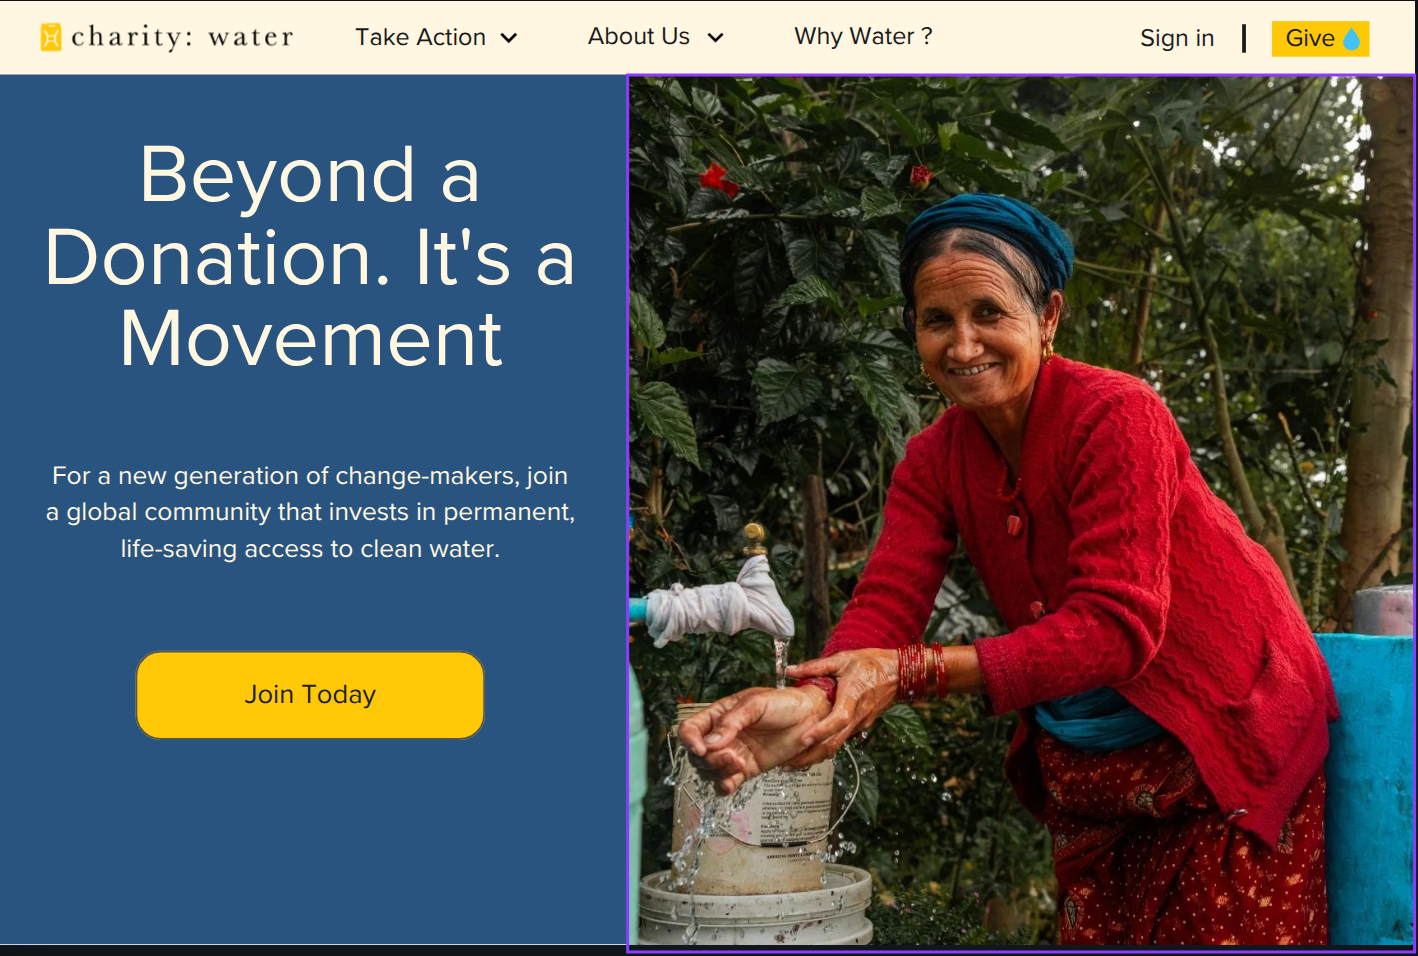 charity: water
Take Action
About Us
Why Water ?
Sign in
Give
Beyond a
Donation. It's a
Movement
For a new generation of change-makers, join
a global community that invests in permanent,
life-saving access to clean water.
Join Today